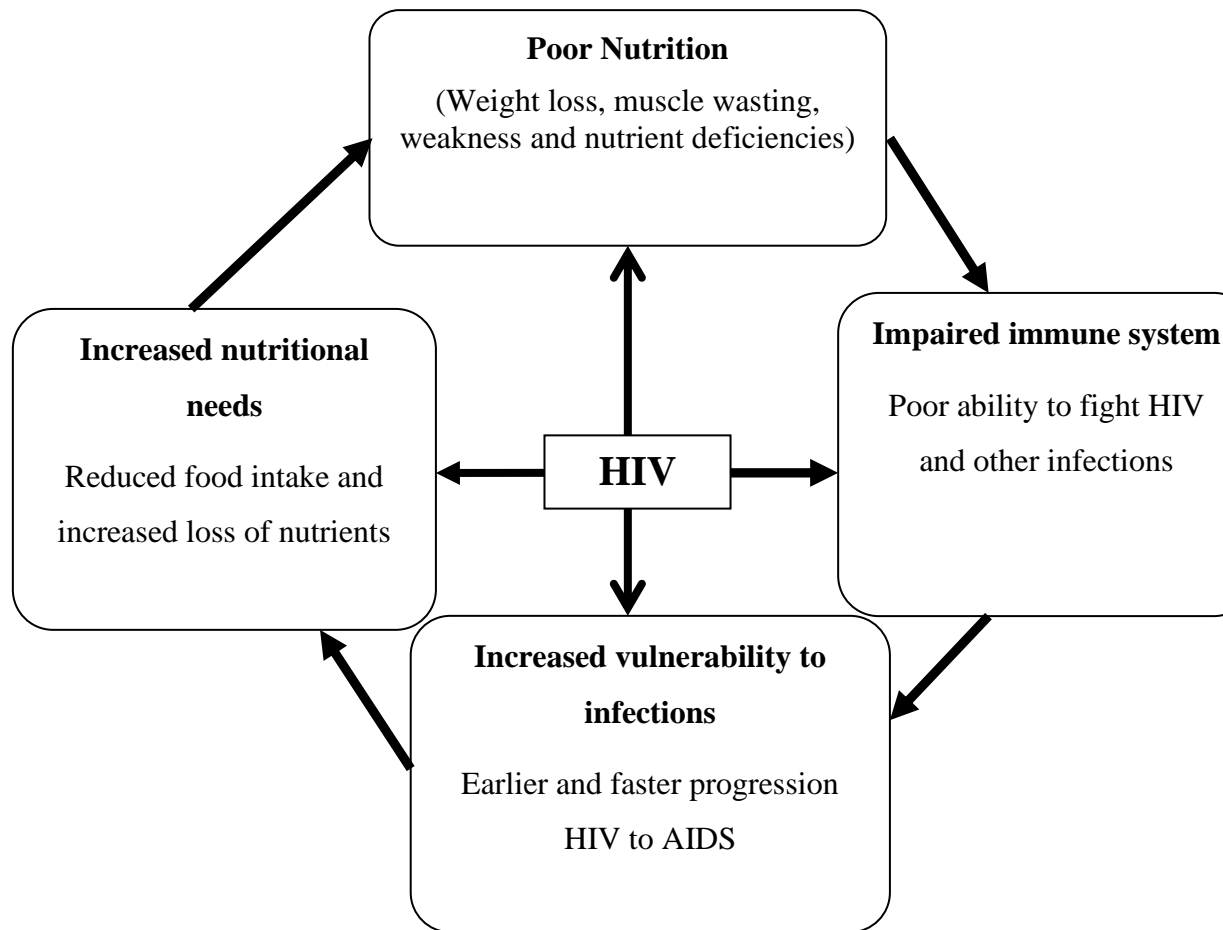 Poor Nutrition
(Weight loss, muscle wasting,
weakness and nutrient deficiencies)
Increased nutritional
needs
Reduced food intake and
increased loss of nutrients
HIV
Impaired immune system
Poor ability to fight HIV
and other infections
Increased vulnerability to
infections
Earlier and faster progression
HIV to AIDS